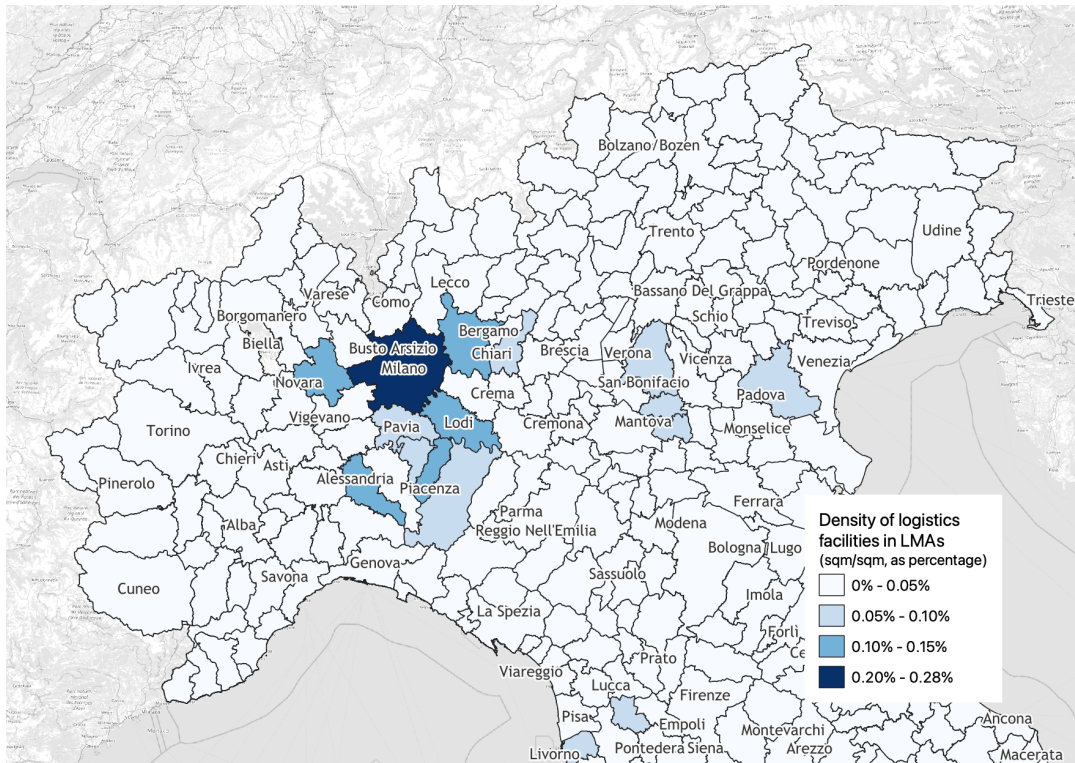 Bolzano/Bozen
Trento
Udine
Pordenone
Lecco
Varese
Como
Bassano Del Grappa
Trieste
Borgomanero
Schio
Treviso
Biella
Bergamo
Busto Arsizio
Chiari
Brescia
Verona
Vicenza
Venezia
Ivrea
Milano
Novara
San Bonifacio
Crema
Padova
Vigevano
Lodi
Cremona
Mantova
Pavia
Monselice
Torino
Chieri
Asti
Alessandria
Piacenza
Pinerolo
Ferrara
Parma
Alba
Reggio Nell'Emilia
Modena
Bologna
Lugo
Genova
Cuneo
Savona
Sassuolo
Imola
La Spezia
Forlì
Ce
Prato
Viareggio
Lucca
Firenze
Pisa
Empoli
Montevarchi
Ancona
Livorno
Pontedera
Siena
Arezzo
Macerata
Density of logistics
facilities in LMAs
(sqm/sqm, as percentage)
0% - 0.05%
0.05% - 0.10%
0.10% - 0.15%
0.20% - 0.28%